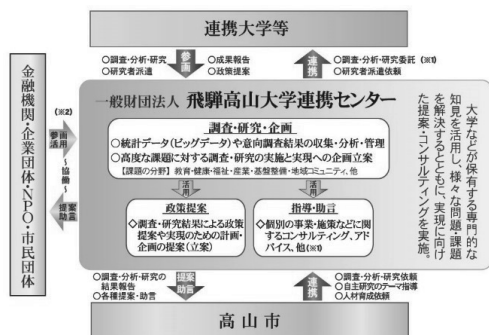 連携大学等
○調査・分析・研究
○研究者派遣
参画
○成果報告
○政策提案
連携
○調査・分析・研究委託(※1)
○研究者派遣依頼
金融機関・企業団体・NPO・市民団体
(※2)
参画
活用
～協働～
提案
助言
一般財団法人 飛騨高山大学連携センター
調査・研究・企画
○統計データ(ビッグデータ)や意向調査結果の収集・分析・管理
○高度な課題に対する調査・研究の実施と実現への企画立案
【課題の分野】教育・健康・福祉・産業・基盤整備・地域コミュニティ、他
活用
活用
政策提案
◇調査・研究結果による政策
提案や実現のための計画・
企画の提案(立案)
指導・助言
◇個別の事業・施策などに関
するコンサルティング、アド
バイス、他(※1)
大学などが保有する専門的な
知見を活用し、様々な問題・課題
を解決するとともに、実現に向け
た提案・コンサルティングを実施。
○調査・分析・研究の
結果報告
○各種提案・助言
提案
助言
連携
○調査・分析・研究依頼
○自主研究のテーマ指導
○人材育成依頼
高山市